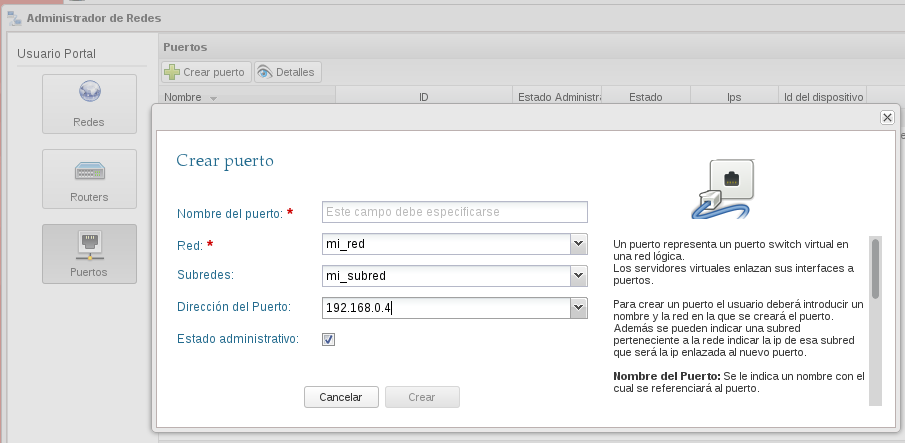 Administrador de Redes
Usuario Portal
Redes
Routers
Puertos
Puertos
Crear puerto
Detalles
Nombre
ID
Estado Administra
Estado
Ips
Id del dispositivo
Crear puerto
Nombre del puerto: *
Este campo debe especificarse
Red: *
mi_red
Subredes:
mi_subred
Dirección del Puerto:
192.168.0.4
Estado administrativo:
Cancelar
Crear
Un puerto representa un puerto switch virtual en
una red lógica.
Los servidores virtuales enlazan sus interfaces a
puertos.
Para crear un puerto el usuario deberá introducir un
nombre y la red en la que se creará el puerto.
Además se pueden indicar una subred
perteneciente a la rede indicar la ip de esa subred
que será la ip enlazada al nuevo puerto.
Nombre del Puerto: Se le indica un nombre con el
cual se referenciará al puerto.